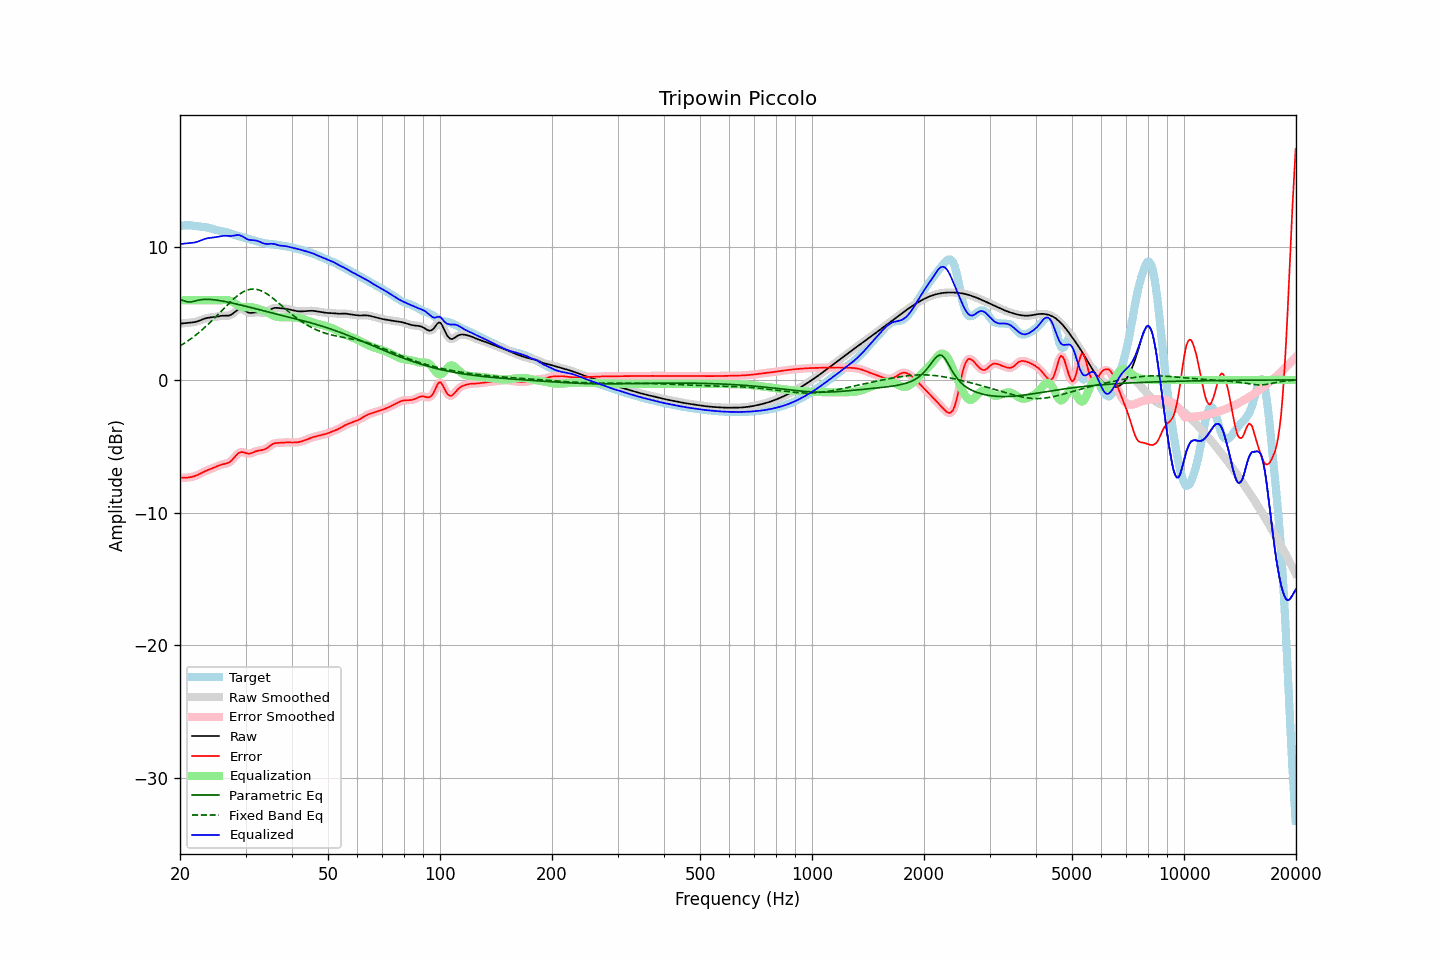 Tripowin Piccolo
Amplitude (dBr)
10
0
−10
−20
−30
Target
Raw Smoothed
Error Smoothed
Raw
Error
Equalization
Parametric Eq
Fixed Band Eq
Equalized
20 50 100 200 500 1000 2000 5000 10000 20000
Frequency (Hz)